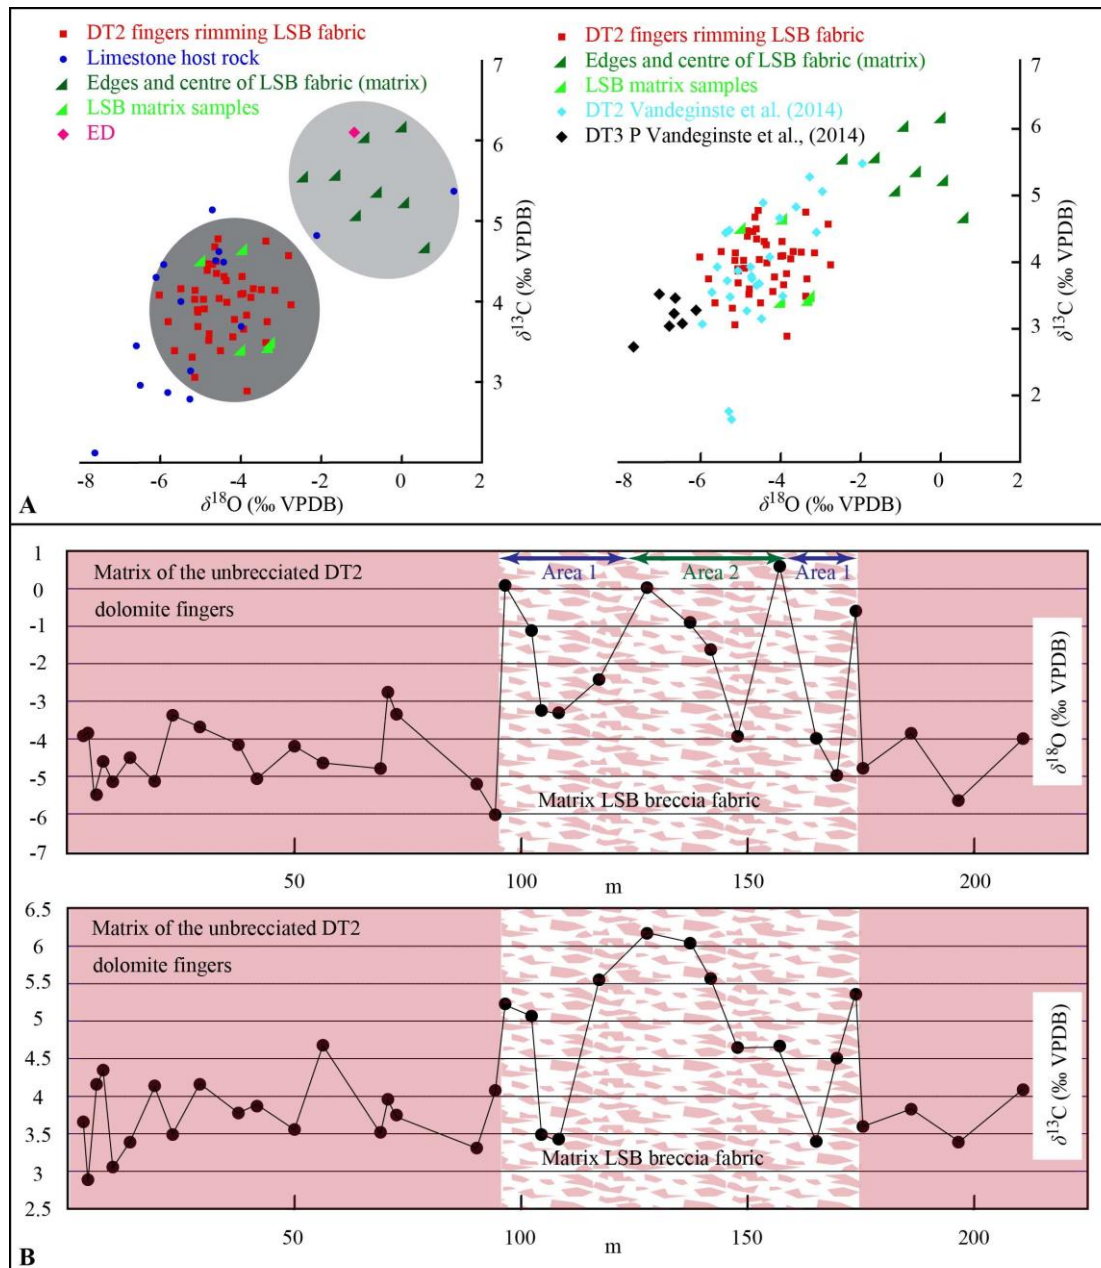 DT2 fingers rimming LSB fabric
Limestone host rock
Edges and centre of LSB fabric (matrix)
LSB matrix samples
ED
7
6
5
4
3
δ13C (‰ VPDB)
-8 -6 -4 -2 0 2
δ18O (‰ VPDB)
A
DT2 fingers rimming LSB fabric
Edges and centre of LSB fabric (matrix)
LSB matrix samples
DT2 Vandeginste et al. (2014)
DT3 P Vandeginste et al., (2014)
7
6
5
4
3
2
δ13C (‰ VPDB)
-8 -6 -4 -2 0 2
δ18O (‰ VPDB)
1
0
-1
-2
-3
-4
-5
-6
-7
Matrix of the unbrecciated DT2
dolomite fingers
Area 1 Area 2 Area 1
Matrix LSB breccia fabric
δ18O (‰ VPDB)
50 100 m 150 200
6.5
6
5.5
5
4.5
4
3.5
3
2.5
Matrix of the unbrecciated DT2
dolomite fingers
Matrix LSB breccia fabric
δ13C (‰ VPDB)
50 100 m 150 200
B